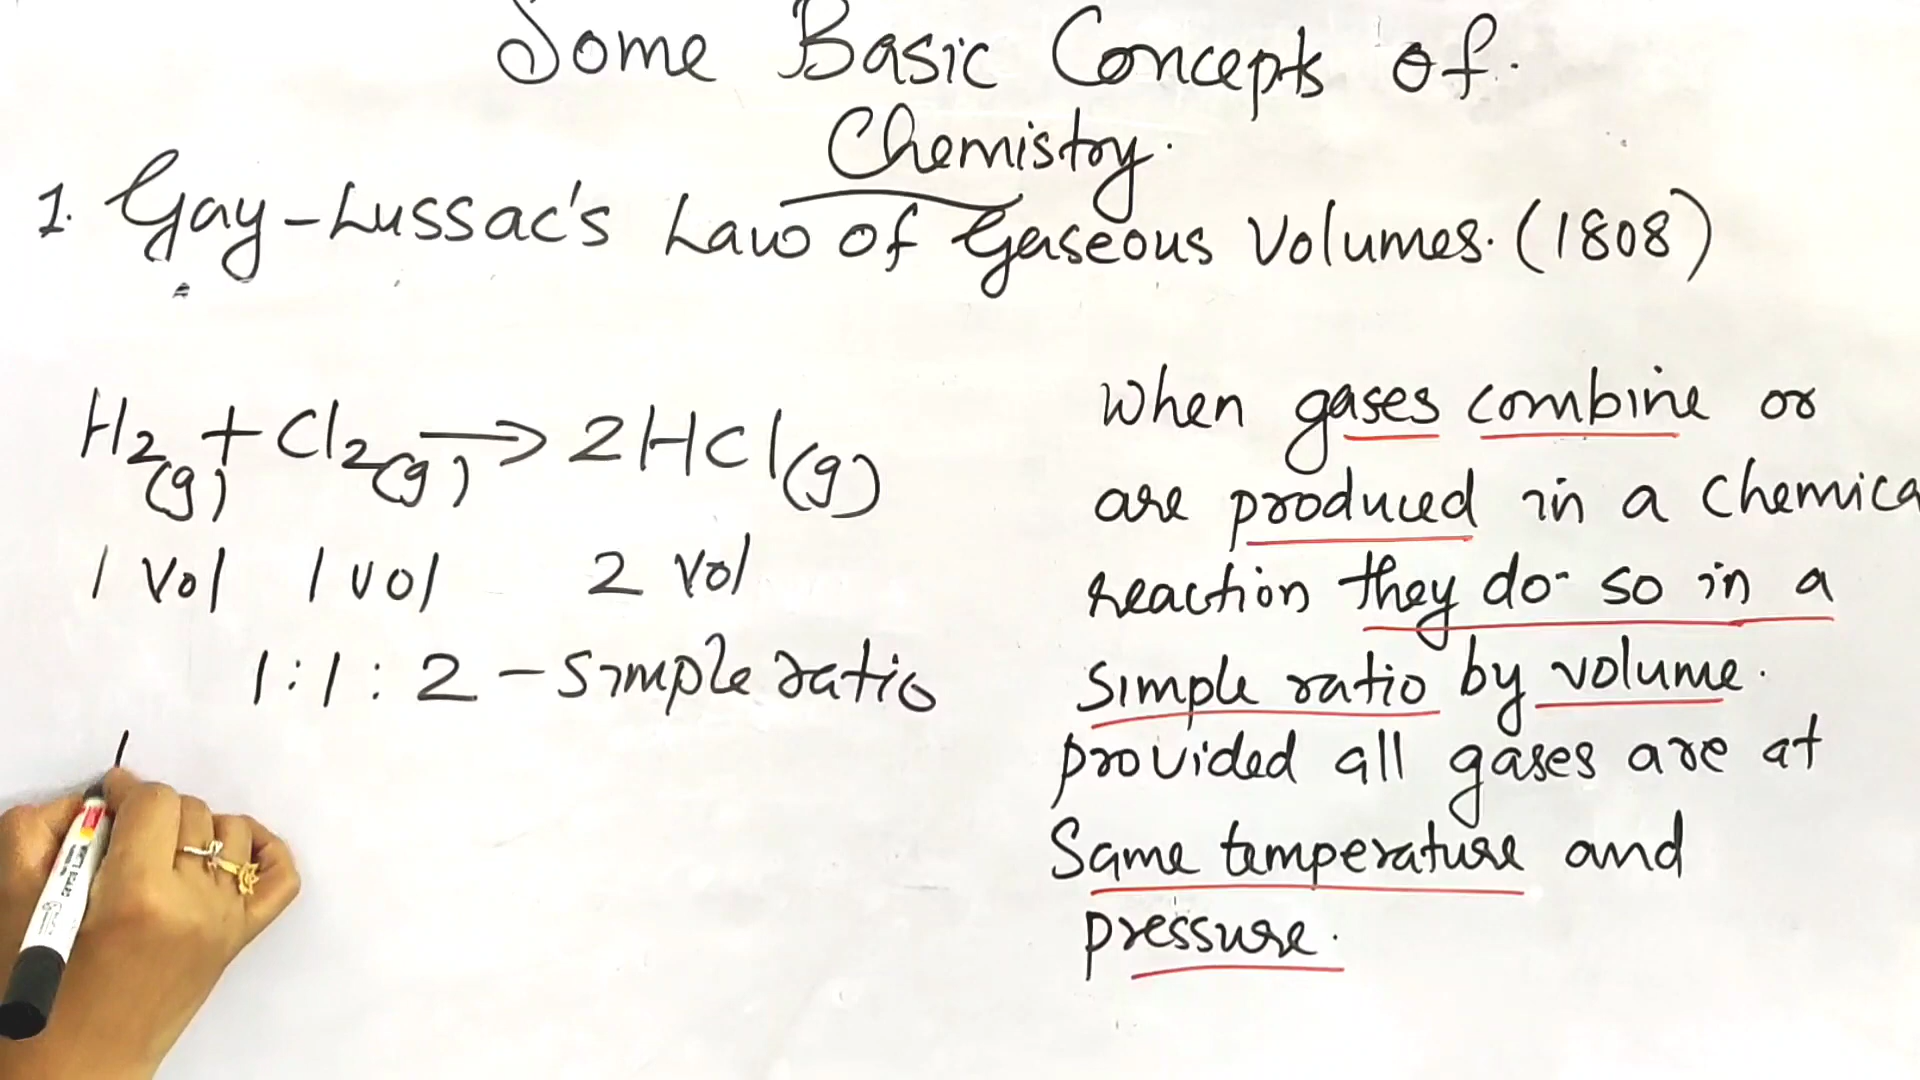 Some Basic Concepts of.
Chemistry.
1. Gay-Lussac's Law of Gaseous Volumes. (1808)
H2(g) + Cl2(g) → 2HCl(g)
1 Vol 1 vol 2 Vol
1:1:2 - Simple ratio
When gases combine or
are produced in a Chemica
reaction they do so in a
simple ratio by volume.
provided all gases are at
Same temperature and
pressure.